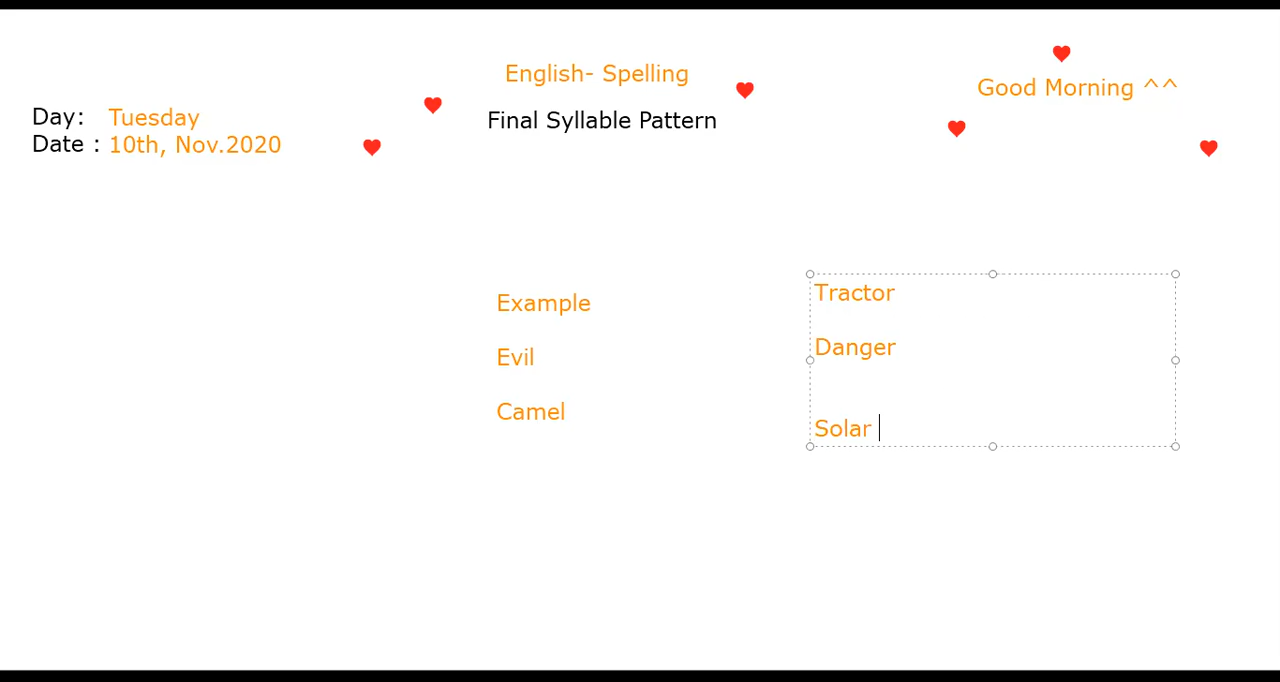 English- Spelling
Good Morning ^^
Day: Tuesday
Final Syllable Pattern
Date : 10th, Nov.2020
Example
Evil
Camel
Tractor
Danger
Solar